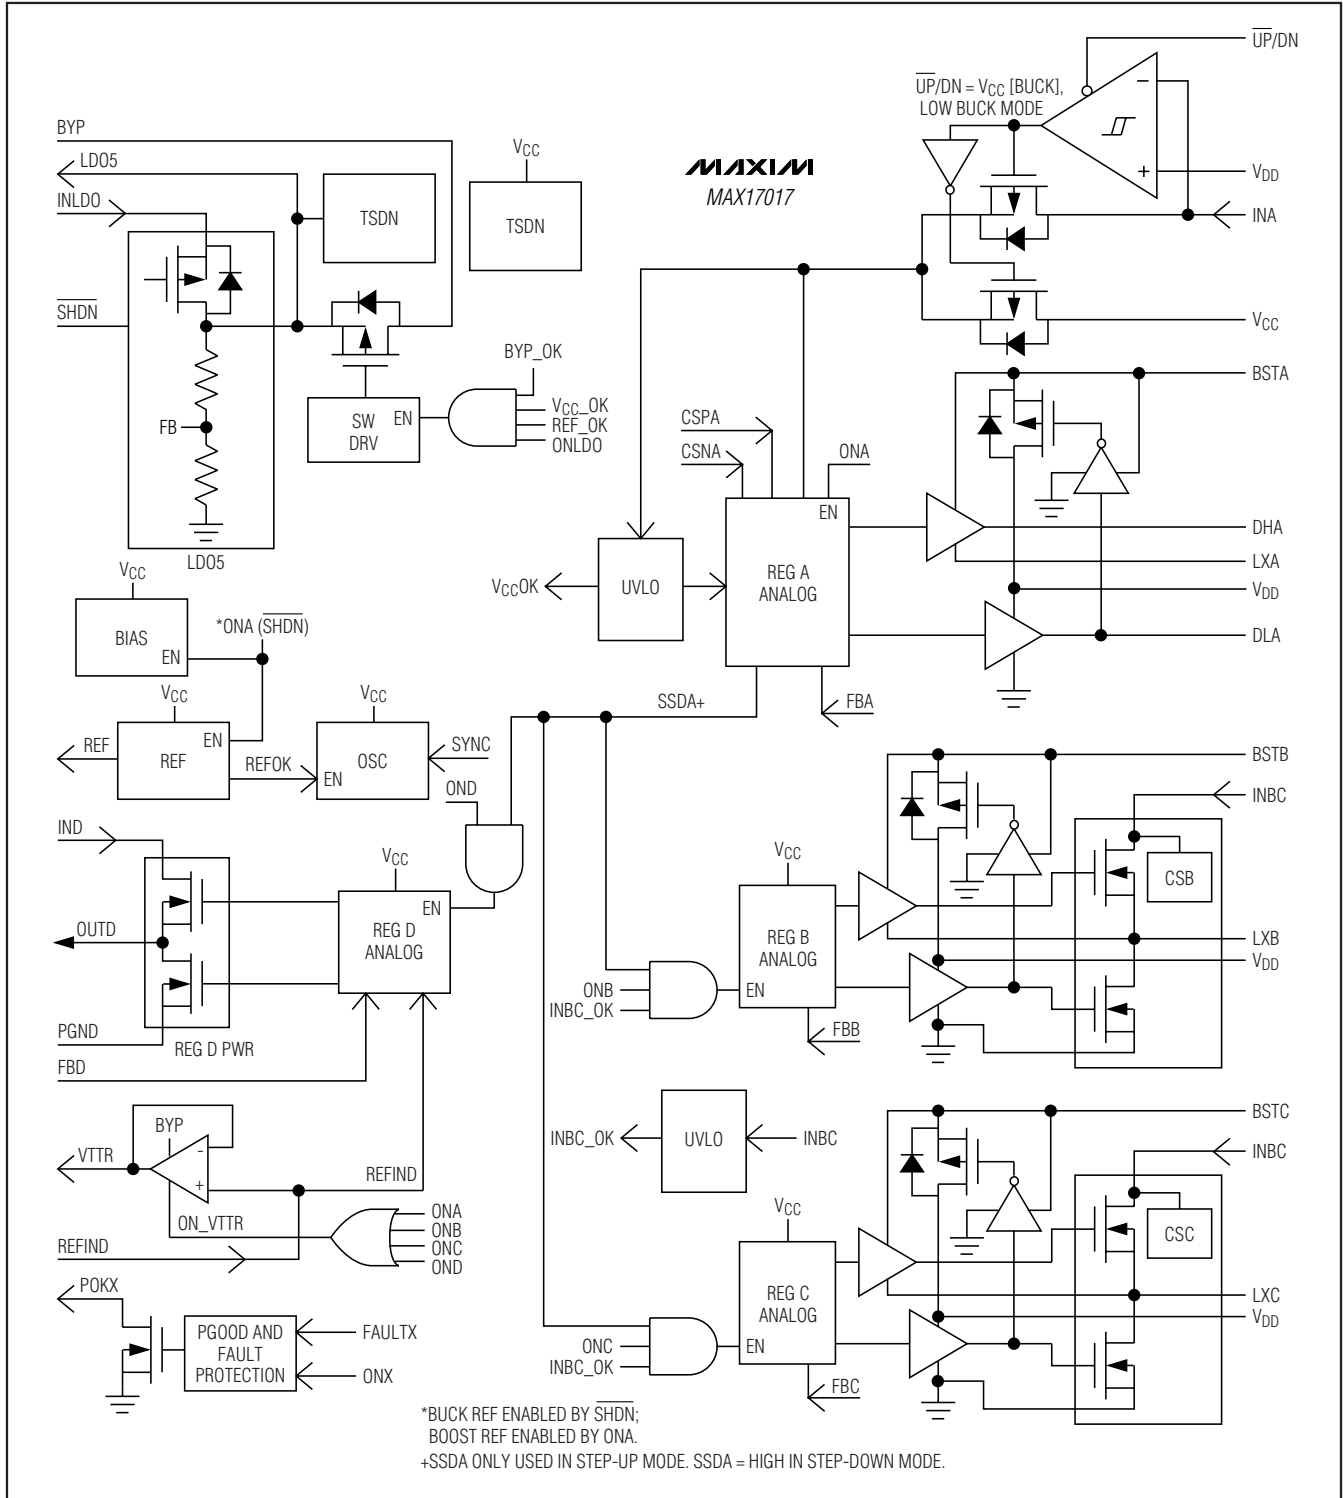 UP/DN
UP/DN = VCC [BUCK],
LOW BUCK MODE
−
+
VDD
INA
VCC
BYP
LDO5
INLDO
SHDN
TSDN
VCC
TSDN
MAXIM
MAX17017
FB
LDO5
SW
DRV
EN
BYP_OK
VCC_OK
REF_OK
ONLDO
CSPA
CSNA
ONA
EN
REG A
ANALOG
UVLO
VCCOK
FBA
SSDA+
BSTA
DHA
LXA
VDD
DLA
VCC
BIAS
EN
*ONA (SHDN)
VCC
REF
EN
REF
REFOK
VCC
OSC
EN
SYNC
OND
IND
OUTD
PGND
FBD
REG D PWR
VCC
EN
REG D
ANALOG
BSTB
INBC
CSB
LXB
VDD
VCC
REG B
ANALOG
EN
FBB
ONB
INBC_OK
BYP
-
+
VTTR
REFIND
ON_VTTR
REFIND
ONA
ONB
ONC
OND
INBC_OK
UVLO
INBC
BSTC
INBC
CSC
LXC
VDD
VCC
REG C
ANALOG
EN
FBC
ONC
INBC_OK
POKX
PGOOD AND
FAULT
PROTECTION
FAULTX
ONX
*BUCK REF ENABLED BY SHDN;
BOOST REF ENABLED BY ONA.
+SSDA ONLY USED IN STEP-UP MODE. SSDA = HIGH IN STEP-DOWN MODE.